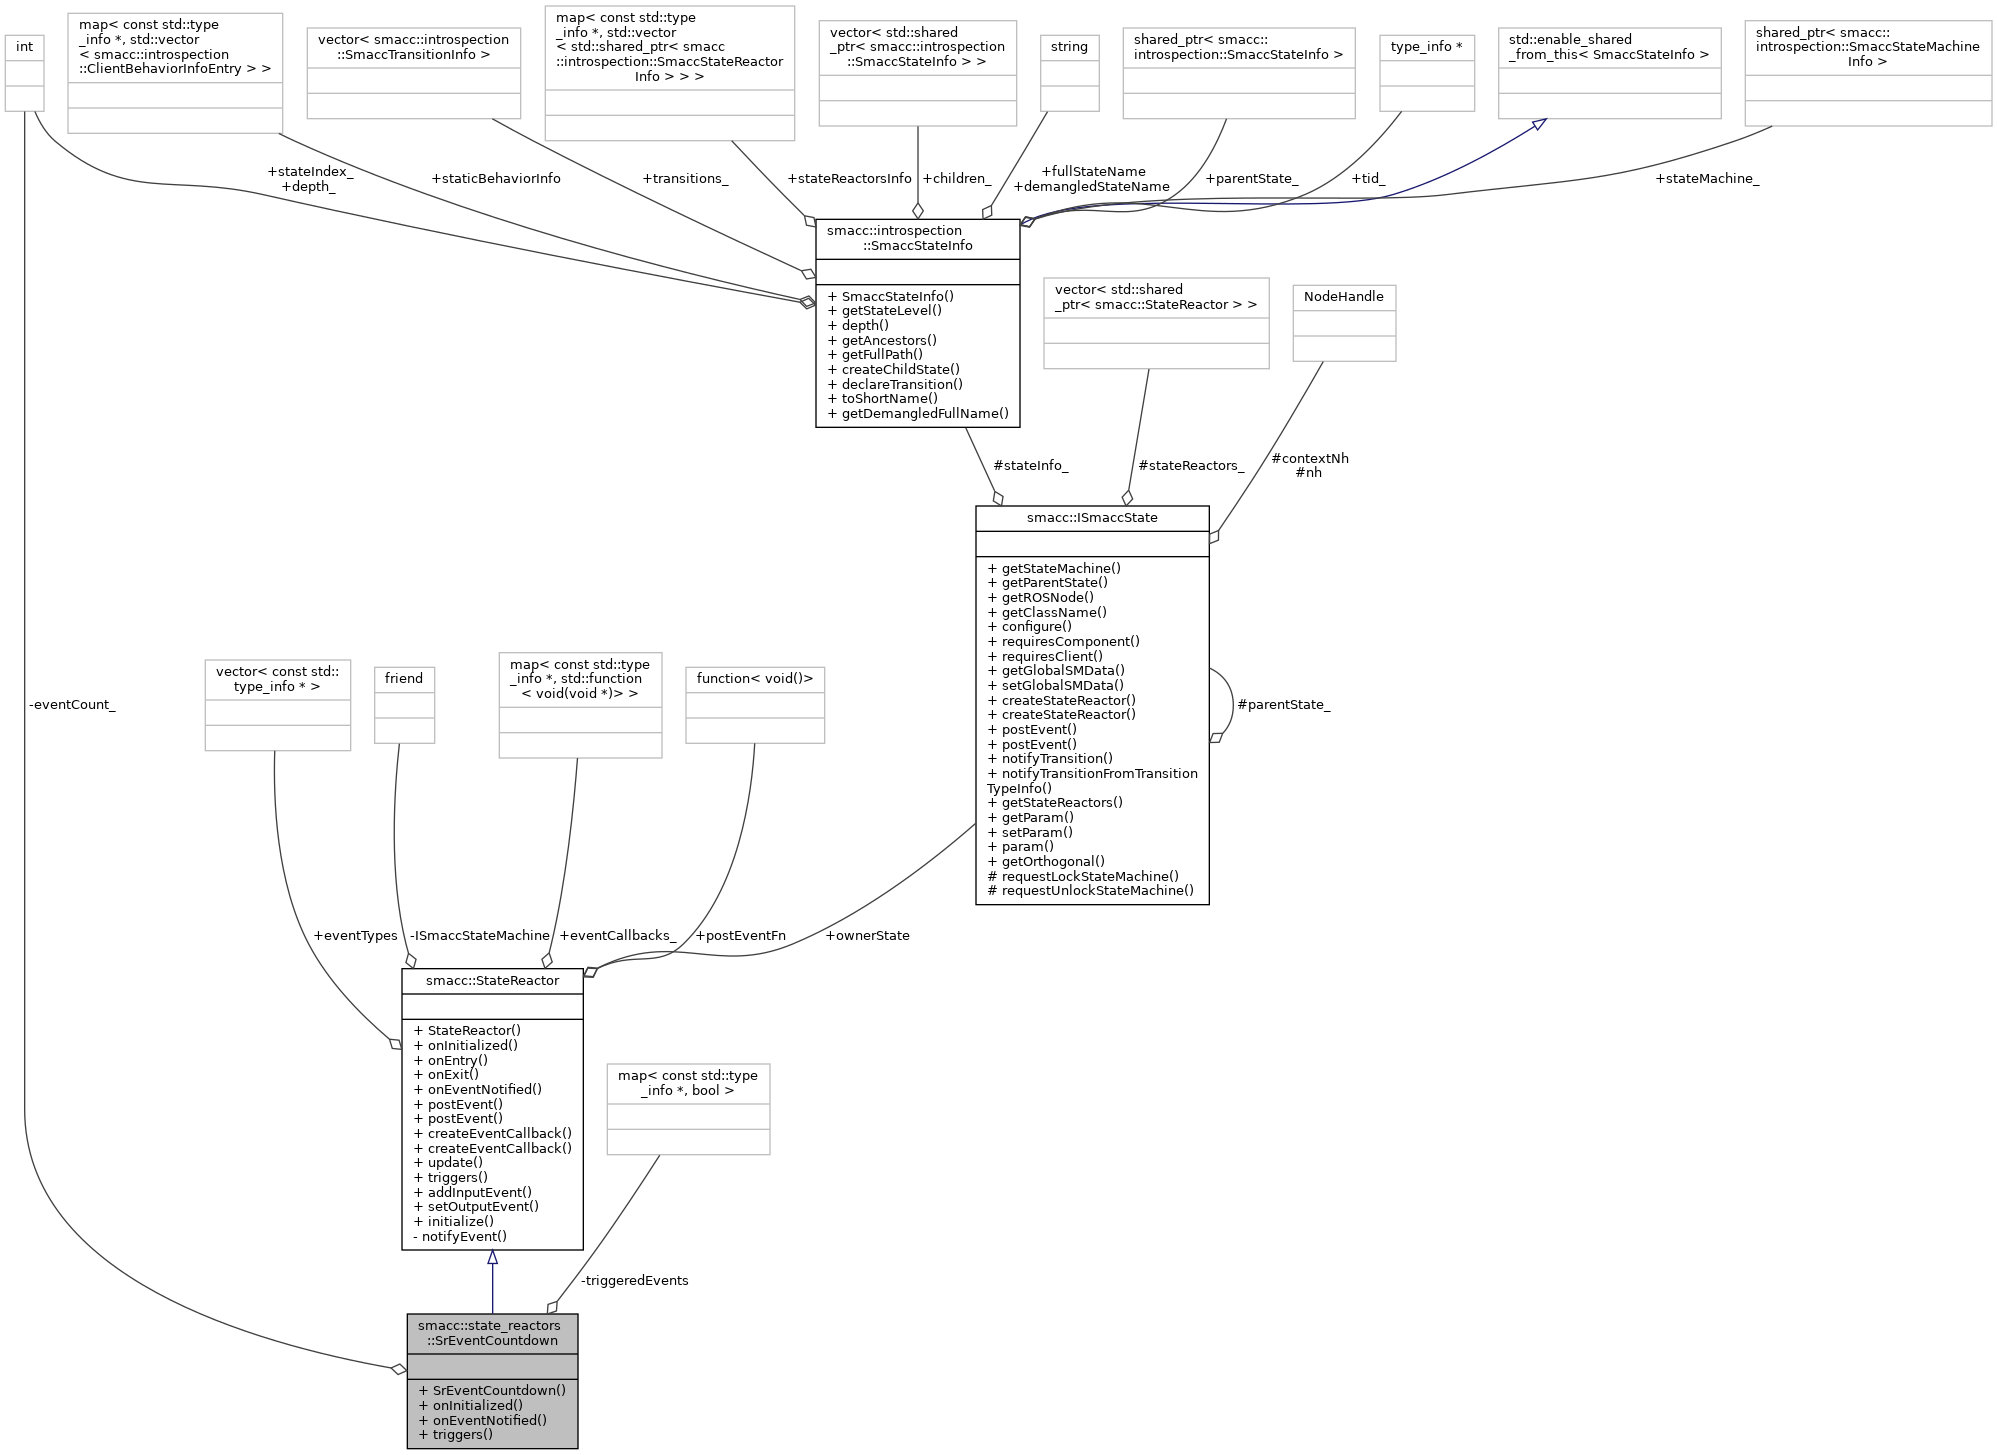 int
map< const std::type
_info *, std::vector
< smacc::introspection
::ClientBehaviorInfoEntry > >
vector< smacc::introspection
::SmaccTransitionInfo >
map< const std::type
_info *, std::vector
< std::shared_ptr< smacc
::introspection::SmaccStateReactor
Info > > >
vector< std::shared
_ptr< smacc::introspection
::SmaccStateInfo > >
string
shared_ptr< smacc::
introspection::SmaccStateInfo >
type_info *
std::enable_shared
_from_this< SmaccStateInfo >
shared_ptr< smacc::
introspection::SmaccStateMachine
Info >
+stateIndex_
+depth_
+staticBehaviorInfo
+transitions_
+stateReactorsInfo
+children_
+fullStateName
+demangledStateName
+parentState_
+tid_
+stateMachine_
smacc::introspection
::SmaccStateInfo
+ SmaccStateInfo()
+ getStateLevel()
+ depth()
+ getAncestors()
+ getFullPath()
+ createChildState()
+ declareTransition()
+ toShortName()
+ getDemangledFullName()
vector< std::shared
_ptr< smacc::StateReactor > >
NodeHandle
#stateInfo_
#stateReactors_
#contextNh
#nh
smacc::ISmaccState
+ getStateMachine()
+ getParentState()
+ getROSNode()
+ getClassName()
+ configure()
+ requiresComponent()
+ requiresClient()
+ getGlobalSMData()
+ setGlobalSMData()
+ createStateReactor()
+ createStateReactor()
+ postEvent()
+ postEvent()
+ notifyTransition()
+ notifyTransitionFromTransition
TypeInfo()
+ getStateReactors()
+ getParam()
+ setParam()
+ param()
+ getOrthogonal()
# requestLockStateMachine()
# requestUnlockStateMachine()
#parentState_
-eventCount_
vector< const std::
type_info * >
friend
map< const std::type
_info *, std::function
< void(void *)> >
function< void()>
+eventTypes
-ISmaccStateMachine
+eventCallbacks_
+postEventFn
+ownerState
smacc::StateReactor
+ StateReactor()
+ onInitialized()
+ onEntry()
+ onExit()
+ onEventNotified()
+ postEvent()
+ postEvent()
+ createEventCallback()
+ createEventCallback()
+ update()
+ triggers()
+ addInputEvent()
+ setOutputEvent()
+ initialize()
- notifyEvent()
map< const std::type
_info *, bool >
-triggeredEvents
smacc::state_reactors
::SrEventCountdown
+ SrEventCountdown()
+ onInitialized()
+ onEventNotified()
+ triggers()